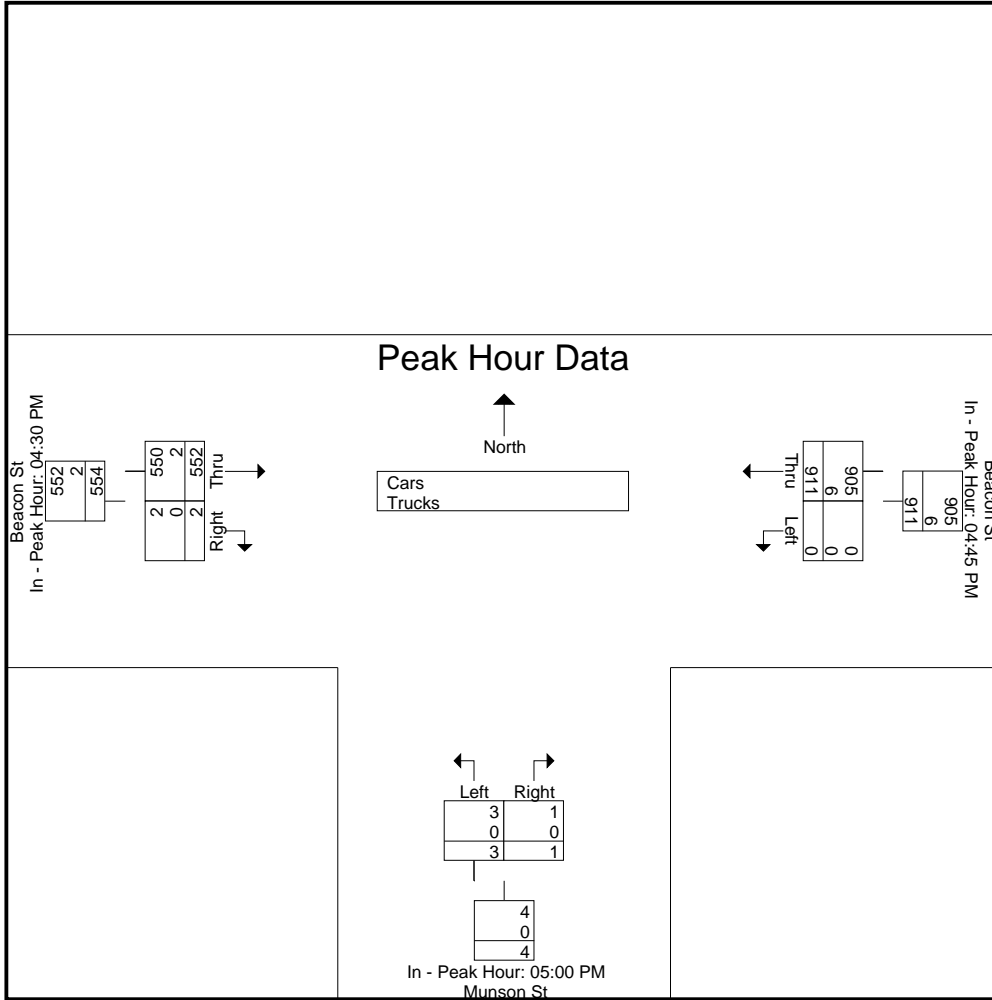 Peak Hour Data
North
Cars
Trucks
Beacon St
In - Peak Hour: 04:30 PM
552
2
554
550
2
552
Thru
2
0
2
Right
Beacon St
In - Peak Hour: 04:45 PM
905
6
911
905
6
911
Thru
0
0
0
Left
Left Right
3 1
0 0
3 1
4
0
4
In - Peak Hour: 05:00 PM
Munson St